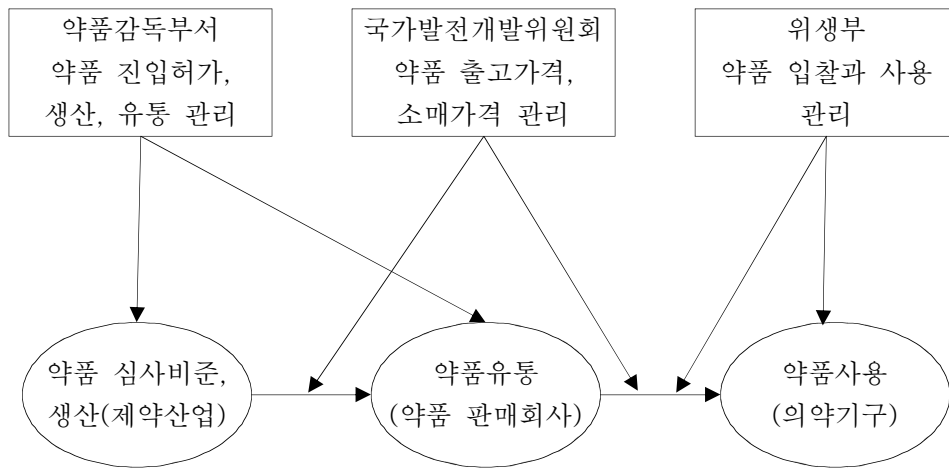 약품감독부서
약품 진입허가,
생산, 유통 관리
국가발전개발위원회
약품 출고가격,
소매가격 관리
위생부
약품 입찰과 사용
관리
약품 심사비준,
생산(제약산업)
약품유통
(약품 판매회사)
약품사용
(의약기구)